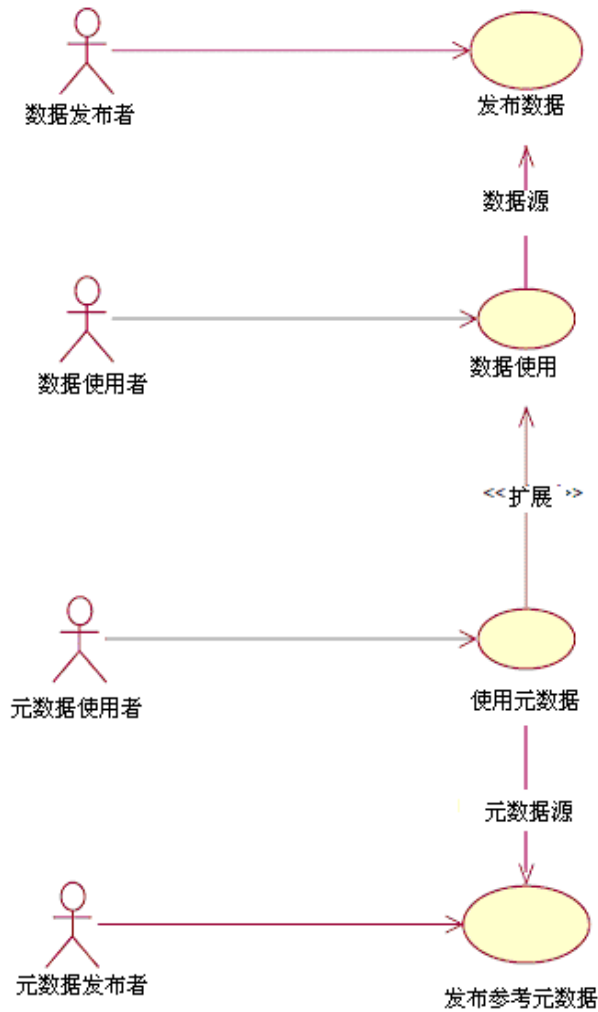 数据发布者
发布数据
数据源
数据使用者
数据使用
<<扩展>>
元数据使用者
使用元数据
元数据源
元数据发布者
发布参考元数据